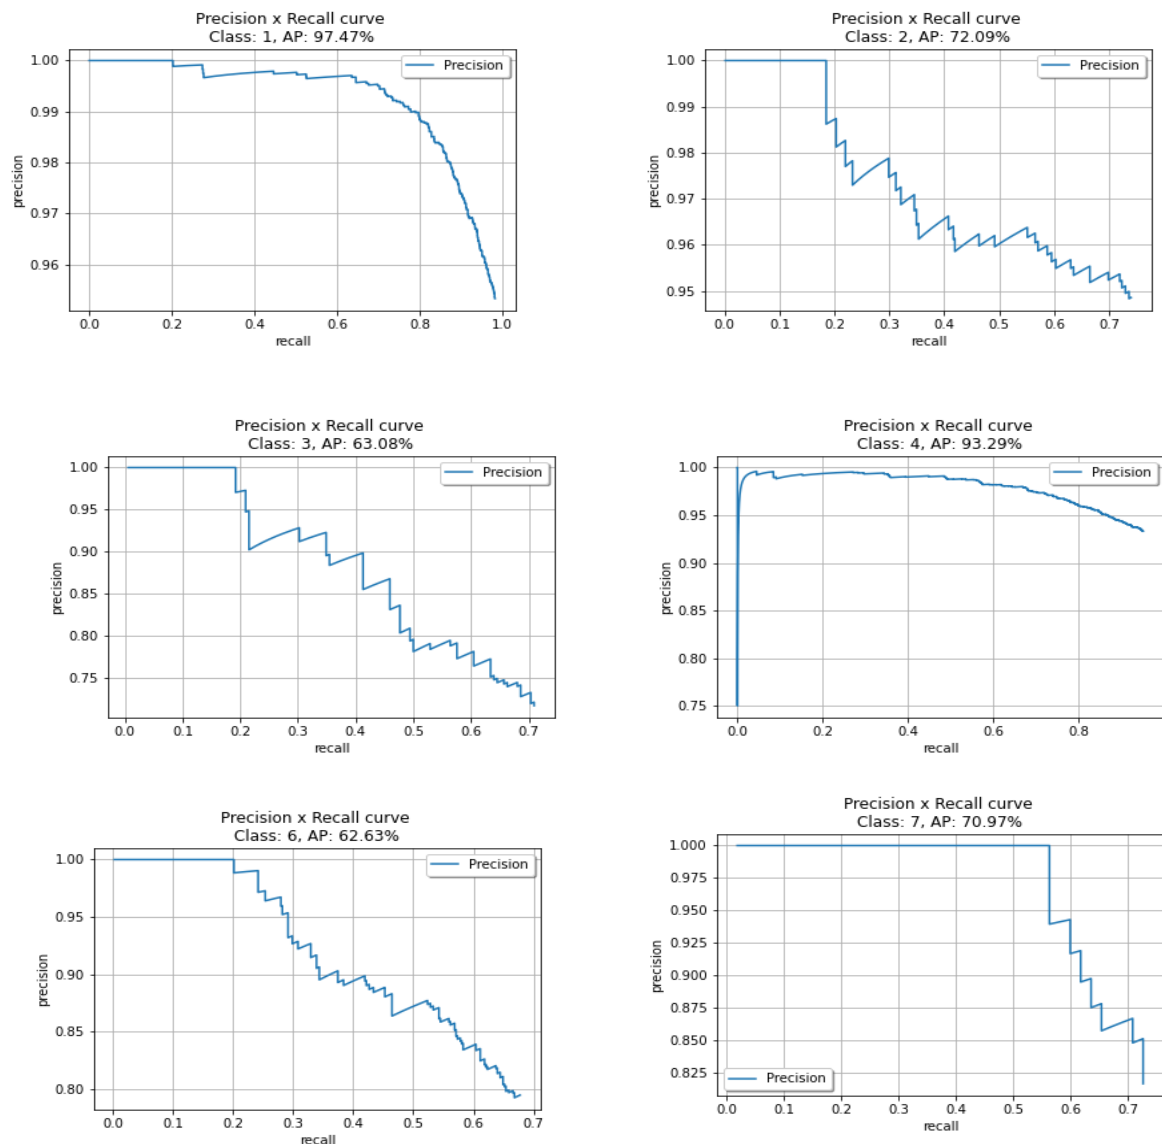 Precision x Recall curve
Class: 1, AP: 97.47%
Precision
1.00
0.99
0.98
0.97
0.96
precision
0.0 0.2 0.4 0.6 0.8 1.0
recall
Precision x Recall curve
Class: 2, AP: 72.09%
Precision
1.00
0.99
0.98
0.97
0.96
0.95
precision
0.0 0.1 0.2 0.3 0.4 0.5 0.6 0.7
recall
Precision x Recall curve
Class: 3, AP: 63.08%
Precision
1.00
0.95
0.90
0.85
0.80
0.75
precision
0.0 0.1 0.2 0.3 0.4 0.5 0.6 0.7
recall
Precision x Recall curve
Class: 4, AP: 93.29%
Precision
1.00
0.95
0.90
0.85
0.80
0.75
precision
0.0 0.2 0.4 0.6 0.8
recall
Precision x Recall curve
Class: 6, AP: 62.63%
Precision
1.00
0.95
0.90
0.85
0.80
precision
0.0 0.1 0.2 0.3 0.4 0.5 0.6 0.7
recall
Precision x Recall curve
Class: 7, AP: 70.97%
1.000
0.975
0.950
0.925
0.900
0.875
0.850
0.825
precision
Precision
0.0 0.1 0.2 0.3 0.4 0.5 0.6 0.7
recall